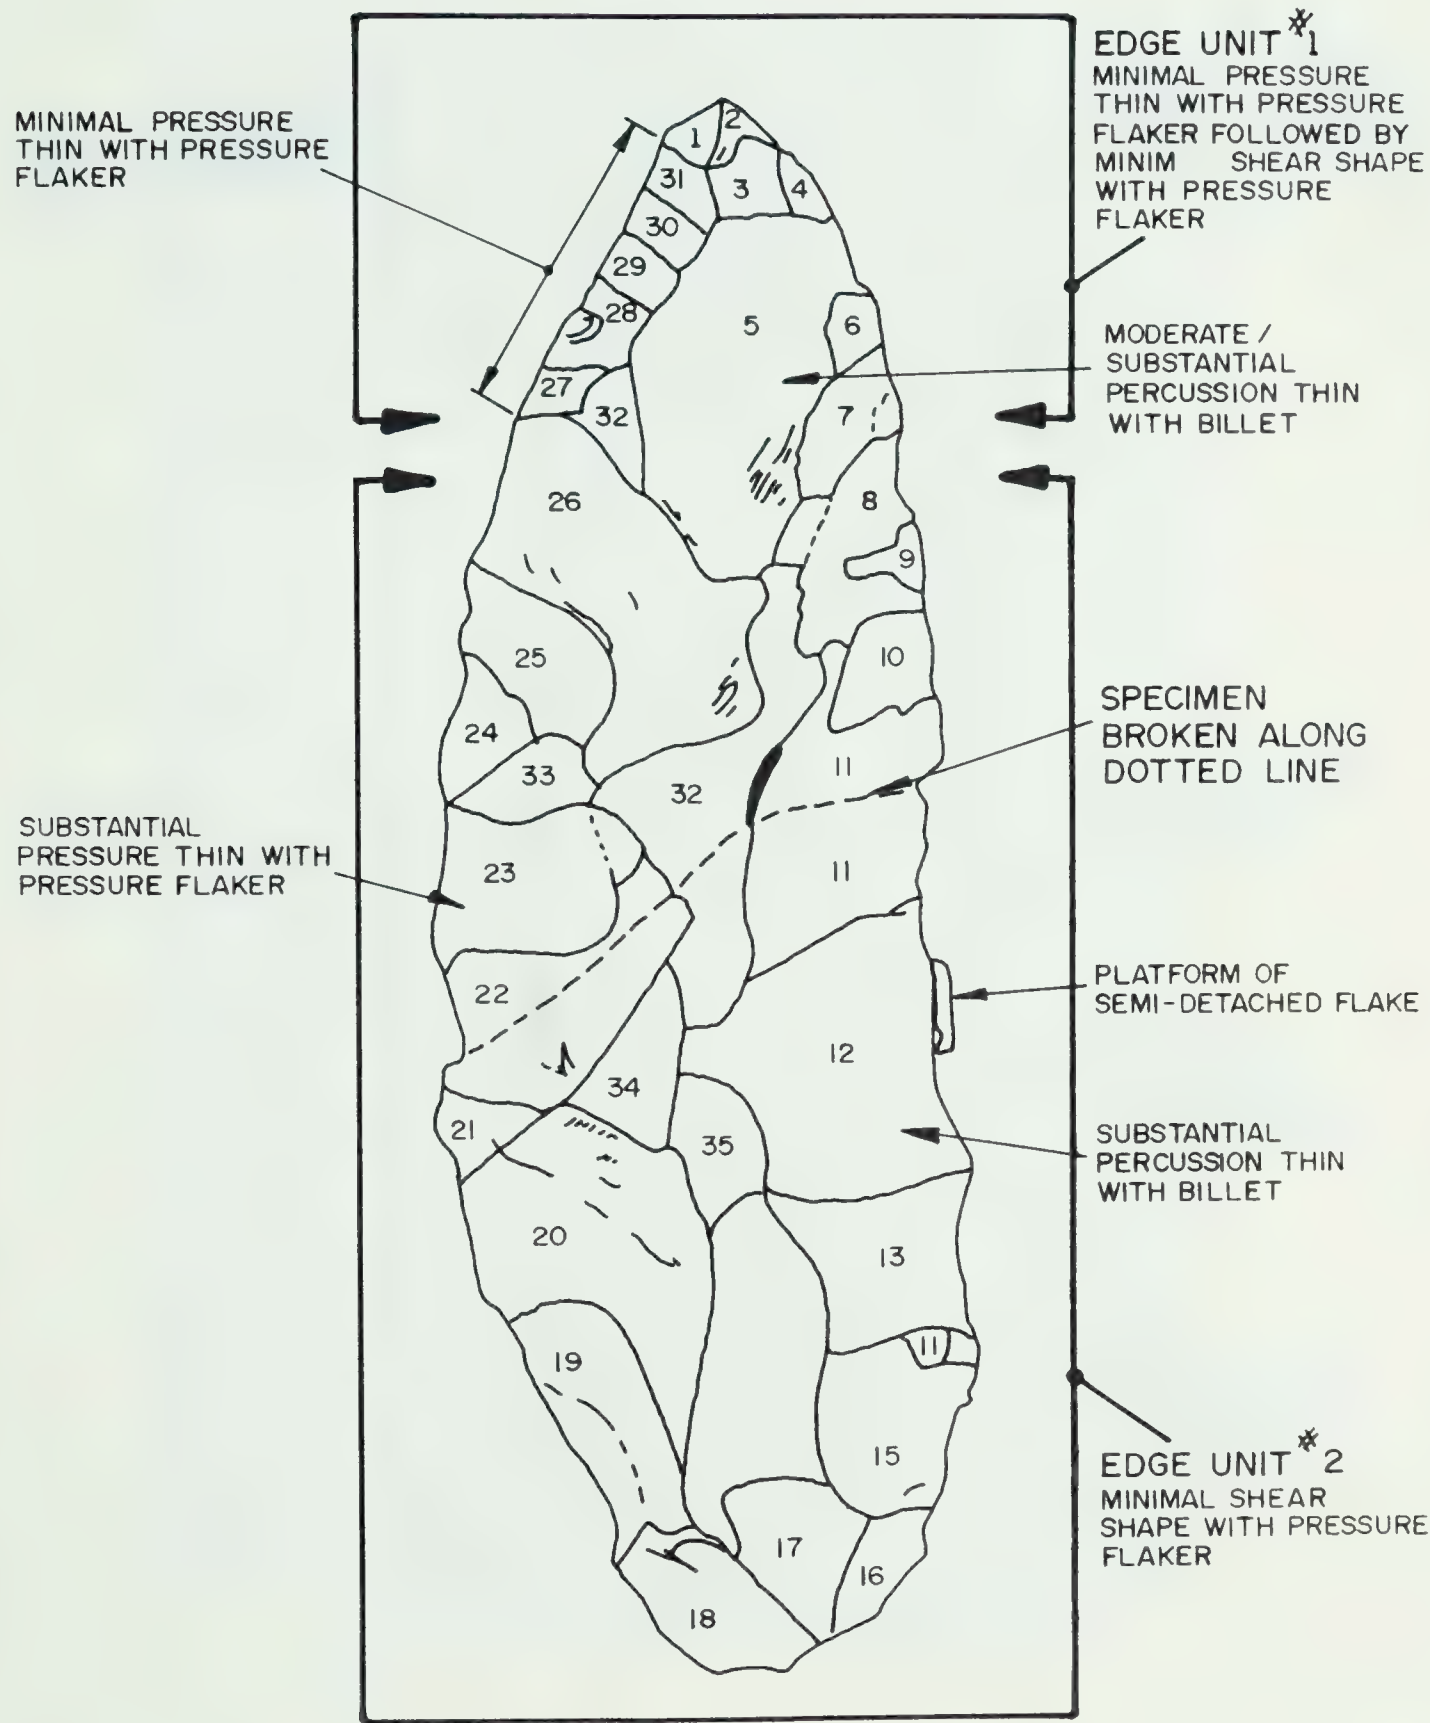 EDGE UNIT #1
MINIMAL PRESSURE
THIN WITH PRESSURE
FLAKER FOLLOWED BY
MINIM SHEAR SHAPE
WITH PRESSURE
FLAKER
MINIMAL PRESSURE
THIN WITH PRESSURE
FLAKER
1
2
31
3
4
30
29
28
5
6
MODERATE /
SUBSTANTIAL
PERCUSSION THIN
WITH BILLET
27
32
7
26
8
9
25
10
24
33
32
11
SPECIMEN
BROKEN ALONG
DOTTED LINE
SUBSTANTIAL
PRESSURE THIN WITH
PRESSURE FLAKER
23
11
22
12
PLATFORM OF
SEMI-DETACHED FLAKE
34
21
35
SUBSTANTIAL
PERCUSSION THIN
WITH BILLET
20
13
19
11
15
EDGE UNIT #2
MINIMAL SHEAR
SHAPE WITH PRESSURE
FLAKER
17
16
18